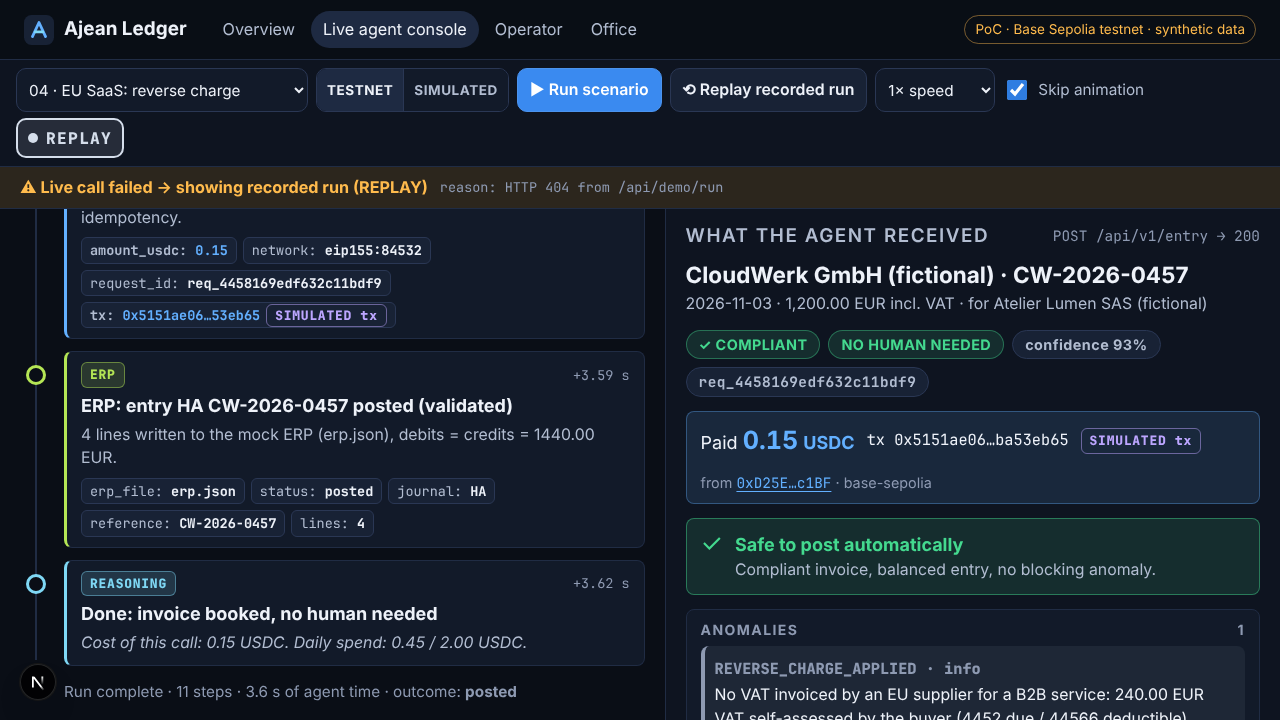 Ajean Ledger
Overview
Live agent console
Operator
Office
PoC · Base Sepolia testnet · synthetic data
04 · EU SaaS: reverse charge
TESTNET
SIMULATED
▶ Run scenario
⟲ Replay recorded run
1× speed
Skip animation
● REPLAY
⚠ Live call failed → showing recorded run (REPLAY) reason: HTTP 404 from /api/demo/run
idempotency.
amount_usdc: 0.15
network: eip155:84532
request_id: req_4458169edf632c11bdf9
tx: 0x5151ae06…53eb65 SIMULATED tx
ERP
+3.59 s
ERP: entry HA CW-2026-0457 posted (validated)
4 lines written to the mock ERP (erp.json), debits = credits = 1440.00
EUR.
erp_file: erp.json
status: posted
journal: HA
reference: CW-2026-0457
lines: 4
REASONING
+3.62 s
Done: invoice booked, no human needed
Cost of this call: 0.15 USDC. Daily spend: 0.45 / 2.00 USDC.
N
Run complete · 11 steps · 3.6 s of agent time · outcome: posted
WHAT THE AGENT RECEIVED
POST /api/v1/entry → 200
CloudWerk GmbH (fictional) · CW-2026-0457
2026-11-03 · 1,200.00 EUR incl. VAT · for Atelier Lumen SAS (fictional)
✓ COMPLIANT
NO HUMAN NEEDED
confidence 93%
req_4458169edf632c11bdf9
Paid 0.15 USDC tx 0x5151ae06…ba53eb65 SIMULATED tx
from 0xD25E…c1BF · base-sepolia
Safe to post automatically
Compliant invoice, balanced entry, no blocking anomaly.
ANOMALIES
1
REVERSE_CHARGE_APPLIED · info
No VAT invoiced by an EU supplier for a B2B service: 240.00 EUR
VAT self-assessed by the buyer (4452 due / 44566 deductible)